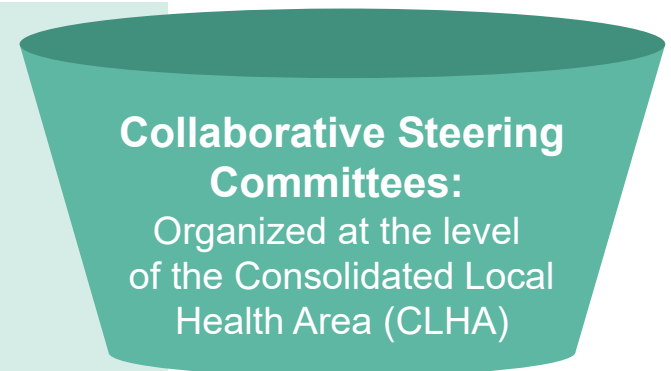 Collaborative Steering
Committees:
Organized at the level
of the Consolidated Local
Health Area (CLHA)